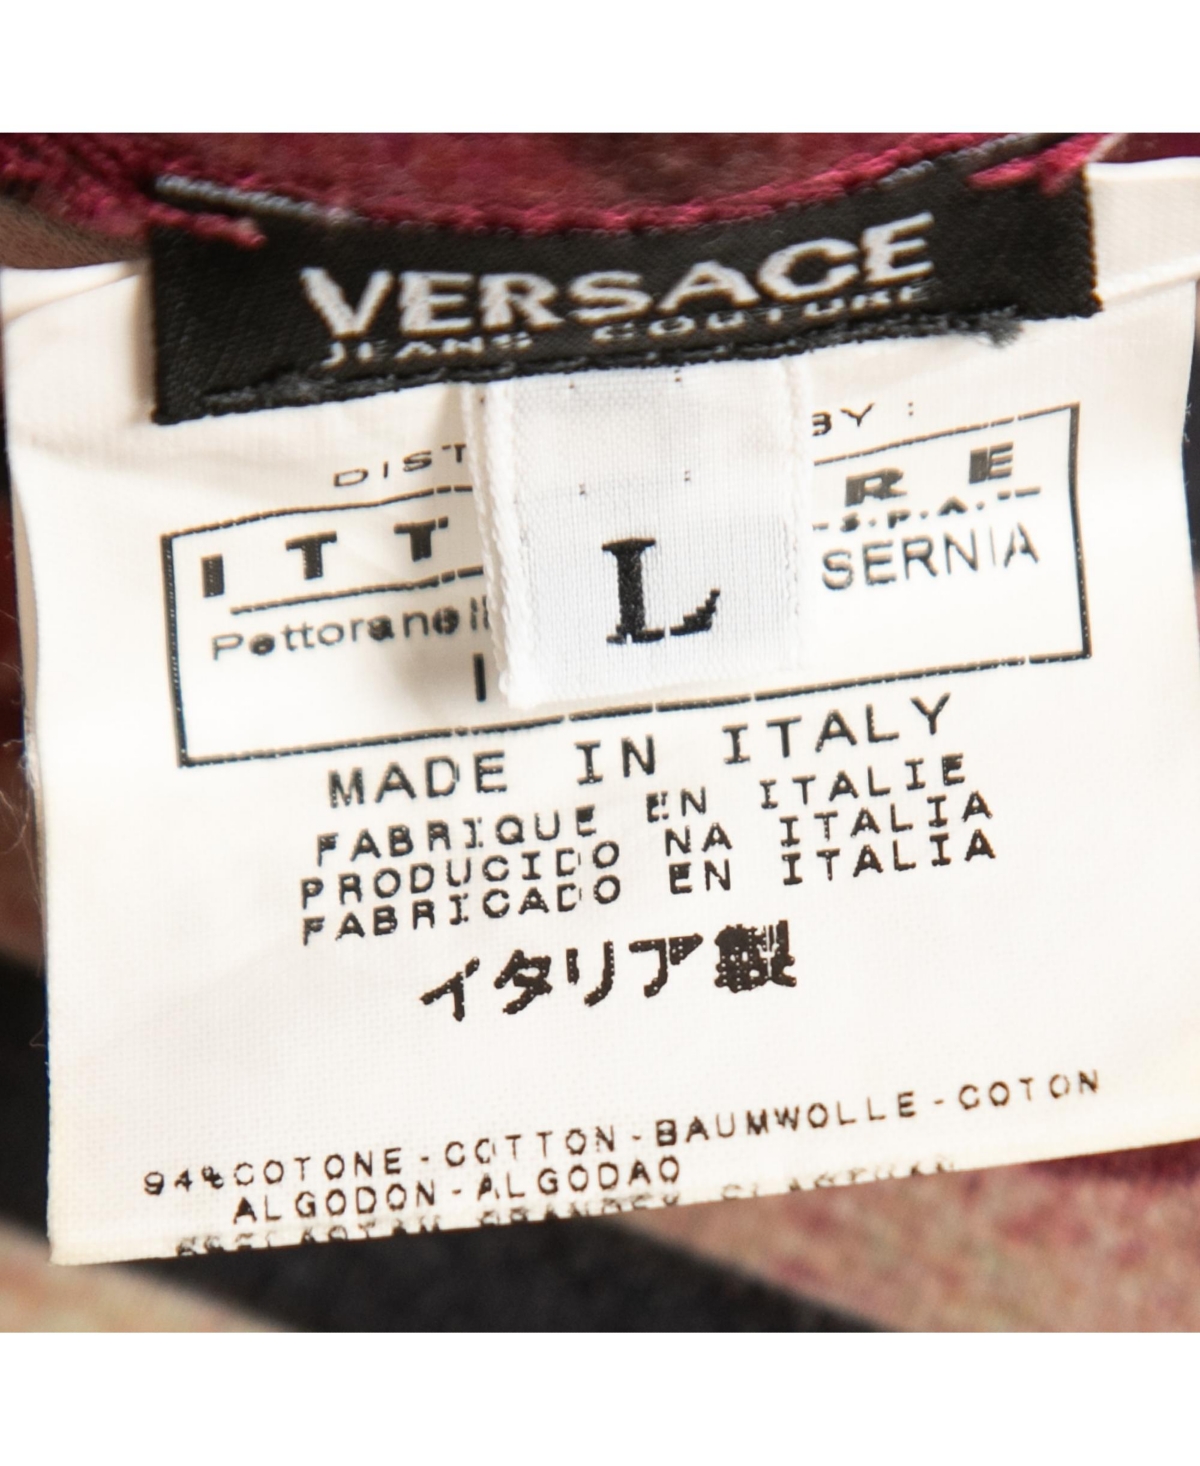 VERSACE
JEANS COUTURE
BY :
I T T
R E
S.P.A.
SERNIA
L
MADE IN ITALY
FABRIQUE EN ITALIE
PRODUCIDO NA ITALIA
FABRICADO EN ITALIA
イタリア製
94%COTONE-COTTON-BAUMWOLLE-COTON
ALGODON-ALGODAO